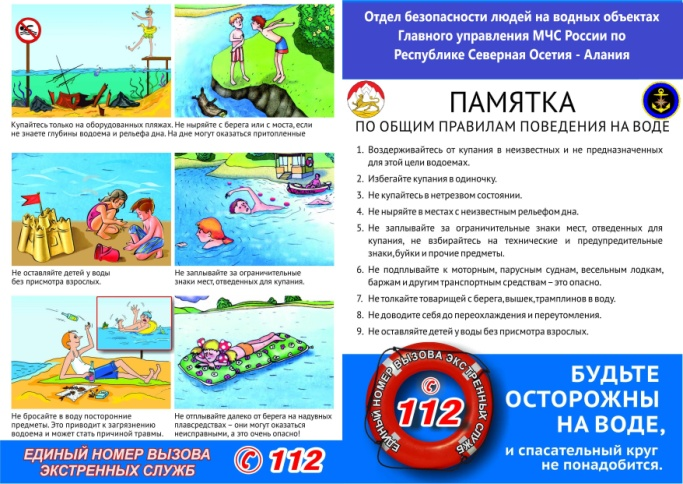 Купайтесь только на оборудованных пляжах. Не ныряйте с берега или с моста, если
не знаете глубины водоема и рельефа дна. На дне могут оказаться притопленные
Не оставляйте детей у воды
без присмотра взрослых.
Не заплывайте за ограничительные
знаки мест, отведенных для купания.
Не бросайте в воду посторонние
предметы. Это приводит к загрязнению
водоема и может стать причиной травмы.
Не отплывайте далеко от берега на надувных
плавсредствах – они могут оказаться
неисправными, а это очень опасно!
ЕДИНЫЙ НОМЕР ВЫЗОВА
ЭКСТРЕННЫХ СЛУЖБ
112
Отдел безопасности людей на водных объектах
Главного управления МЧС России по
Республике Северная Осетия - Алания
ПАМЯТКА
ПО ОБЩИМ ПРАВИЛАМ ПОВЕДЕНИЯ НА ВОДЕ
1. Воздерживайтесь от купания в неизвестных и не предназначенных
для этой цели водоемах.
2. Избегайте купания в одиночку.
3. Не купайтесь в нетрезвом состоянии.
4. Не ныряйте в местах с неизвестным рельефом дна.
5. Не заплывайте за ограничительные знаки мест, отведенных для
купания, не взбирайтесь на технические и предупредительные
знаки, буйки и прочие предметы.
6. Не подплывайте к моторным, парусным суднам, весельным лодкам,
баржам и другим транспортным средствам – это опасно.
7. Не толкайте товарищей с берега, вышек, трамплинов в воду.
8. Не доводите себя до переохлаждения и переутомления.
9. Не оставляйте детей у воды без присмотра взрослых.
ЕДИНЫЙ НОМЕР ВЫЗОВА ЭКСТРЕННЫХ СЛУЖБ
112
БУДЬТЕ
ОСТОРОЖНЫ
НА ВОДЕ,
и спасательный круг
не понадобится.